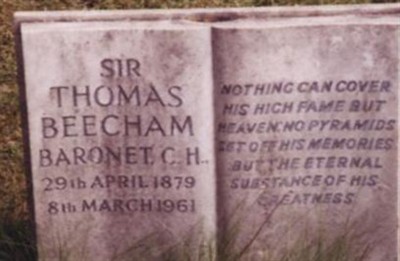 SIR
THOMAS
BEECHAM
BARONET. C. H.
29th APRIL 1879
8th MARCH 1961
NOTHING CAN COVER
HIS HIGH FAME BUT
HEAVEN: NO PYRAMIDS
SET OFF HIS MEMORIES
BUT THE ETERNAL
SUBSTANCE OF HIS
GREATNESS